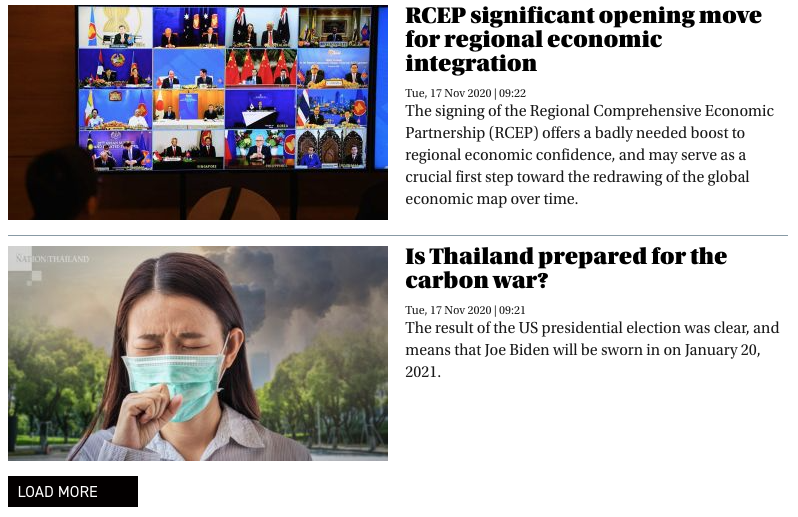 RCEP significant opening move
for regional economic
integration
Tue, 17 Nov 2020 | 09:22
The signing of the Regional Comprehensive Economic
Partnership (RCEP) offers a badly needed boost to
regional economic confidence, and may serve as a
crucial first step toward the redrawing of the global
economic map over time.
NATION THAILAND
Is Thailand prepared for the
carbon war?
Tue, 17 Nov 2020 | 09:21
The result of the US presidential election was clear, and
means that Joe Biden will be sworn in on January 20,
2021.
LOAD MORE